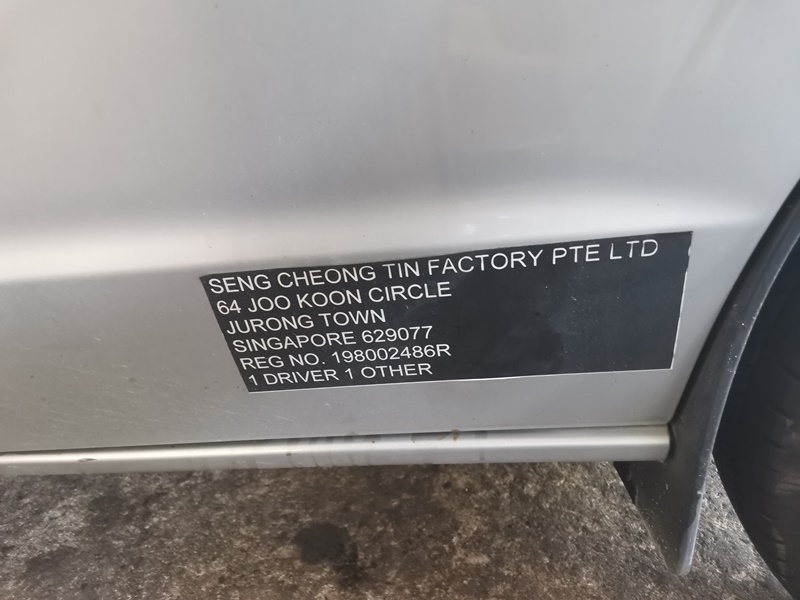 SENG CHEONG TIN FACTORY PTE LTD
64 JOO KOON CIRCLE
JURONG TOWN
SINGAPORE 629077
REG NO. 198002486R
1 DRIVER 1 OTHER